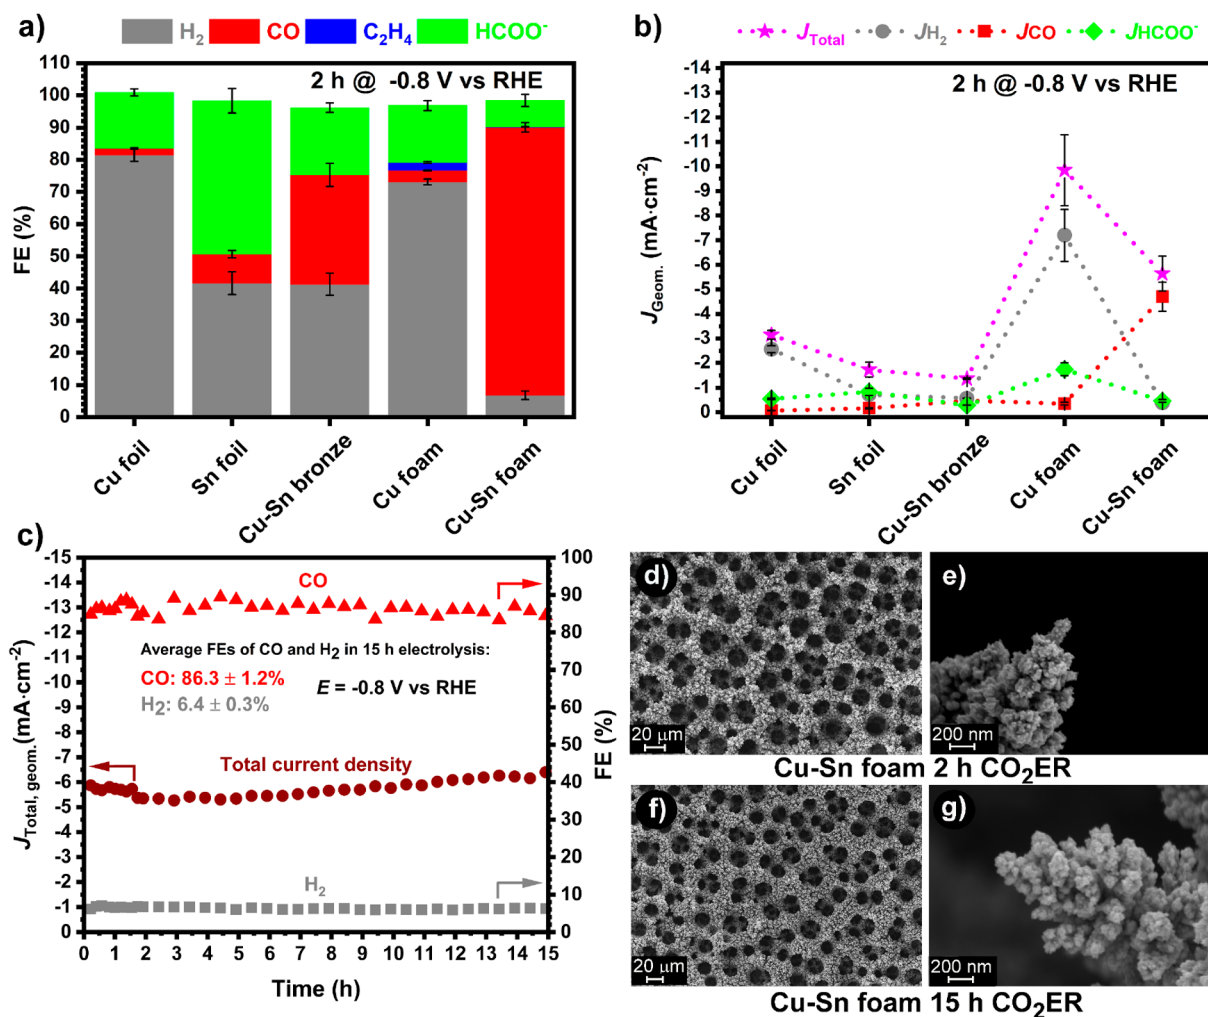 a)
H₂ CO C₂H₄ HCOO⁻
2 h @ -0.8 V vs RHE
FE (%)
110
100
90
80
70
60
50
40
30
20
10
0
Cu foil
Sn foil
Cu-Sn bronze
Cu foam
Cu-Sn foam
b)
J_Total J_H₂ J_CO J_HCOO⁻
2 h @ -0.8 V vs RHE
J_Geom. (mA·cm⁻²)
-14
-13
-12
-11
-10
-9
-8
-7
-6
-5
-4
-3
-2
-1
0
Cu foil
Sn foil
Cu-Sn bronze
Cu foam
Cu-Sn foam
c)
J_Total, geom. (mA·cm⁻²)
-15
-14
-13
-12
-11
-10
-9
-8
-7
-6
-5
-4
-3
-2
-1
0
CO
Average FEs of CO and H₂ in 15 h electrolysis:
CO: 86.3 ± 1.2%
E = -0.8 V vs RHE
H₂: 6.4 ± 0.3%
Total current density
H₂
100
90
80
70
60
50
40
30
20
10
0
FE (%)
0 1 2 3 4 5 6 7 8 9 10 11 12 13 14 15
Time (h)
d)
20 µm
e)
200 nm
Cu-Sn foam 2 h CO₂ER
f)
20 µm
g)
200 nm
Cu-Sn foam 15 h CO₂ER